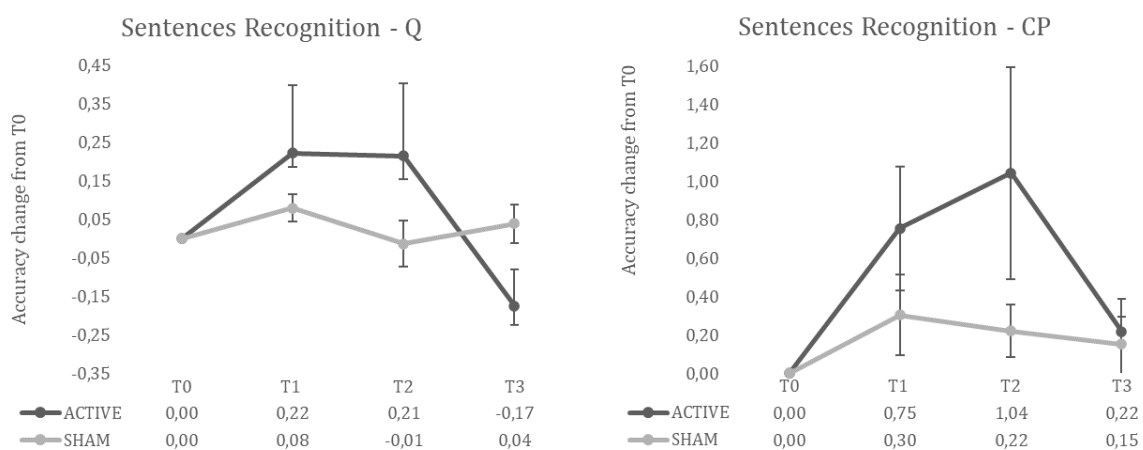 Sentences Recognition - Q
Accuracy change from T0
0,45
0,35
0,25
0,15
0,05
-0,05
-0,15
-0,25
-0,35
T0 T1 T2 T3
ACTIVE 0,00 0,22 0,21 -0,17
SHAM 0,00 0,08 -0,01 0,04
Sentences Recognition - CP
Accuracy change from T0
1,60
1,40
1,20
1,00
0,80
0,60
0,40
0,20
0,00
T0 T1 T2 T3
ACTIVE 0,00 0,75 1,04 0,22
SHAM 0,00 0,30 0,22 0,15